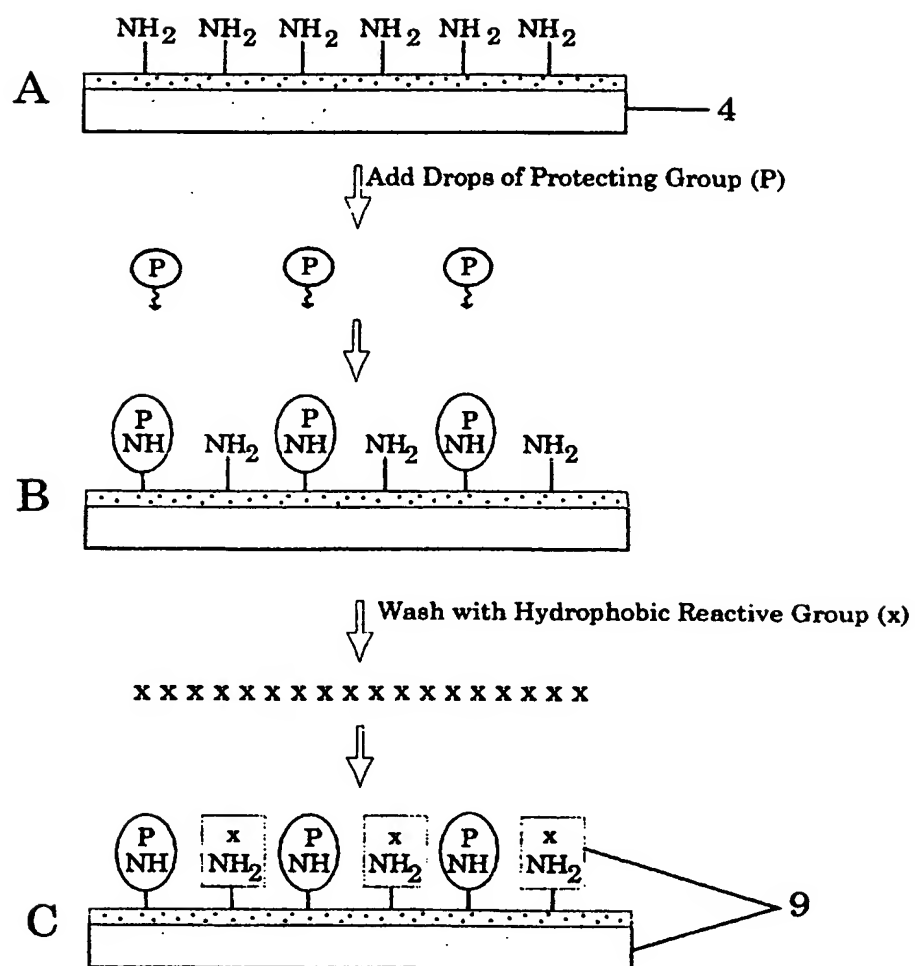 NH2 NH2 NH2 NH2 NH2 NH2
A
4
Add Drops of Protecting Group (P)
P P P
P P P
NH NH2 NH NH2 NH NH2
B
Wash with Hydrophobic Reactive Group (x)
x x x x x x x x x x x x x x x x x x
P x P x P x
NH NH2 NH NH2 NH NH2
9
C